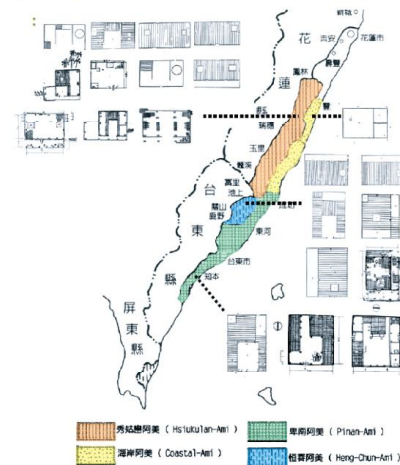 新城
花
吉安
花蓮市
壽豐
鳳林
蓮
豐
縣
瑞穗
玉里
富里
台
池上
關山
鹿野
東
東河
台東市
縣
知本
屏
東
縣
秀姑巒阿美 ( Hsiukulan-Ami )
卑南阿美 ( Pinan-Ami )
海岸阿美 ( Coastal-Ami )
恒春阿美 ( Heng-Chun-Ami )